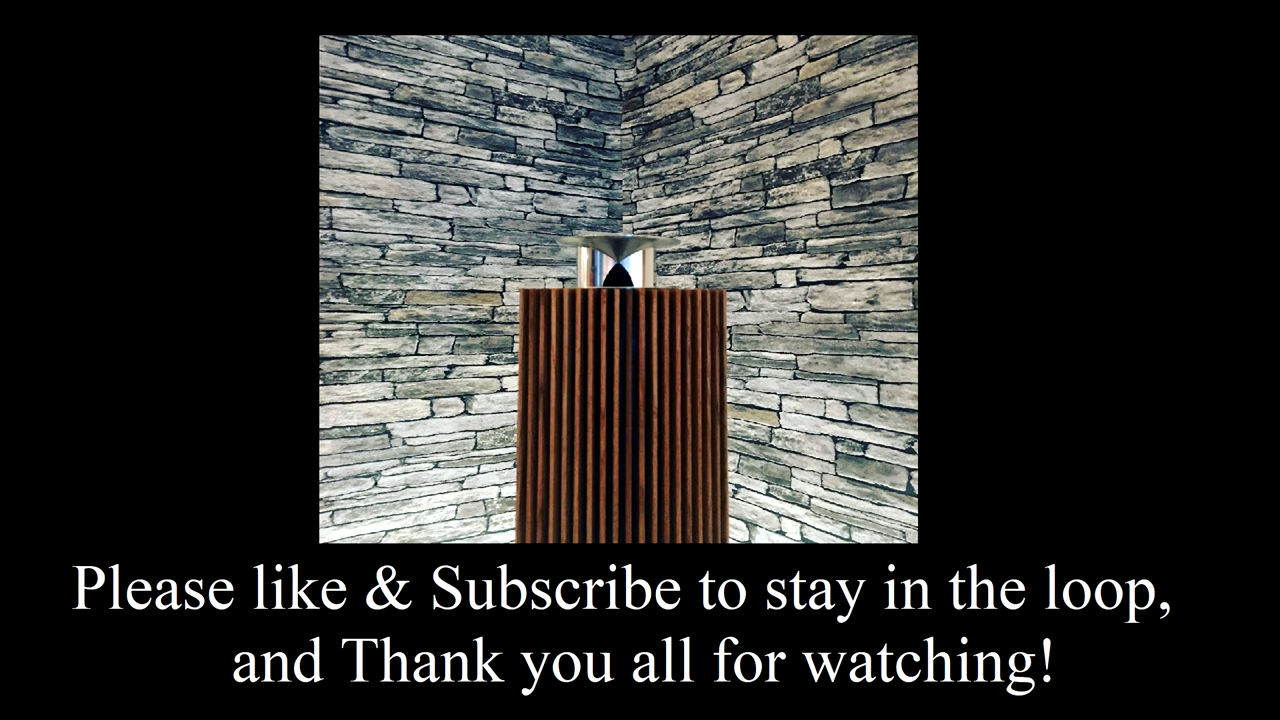 Please like & Subscribe to stay in the loop,
and Thank you all for watching!